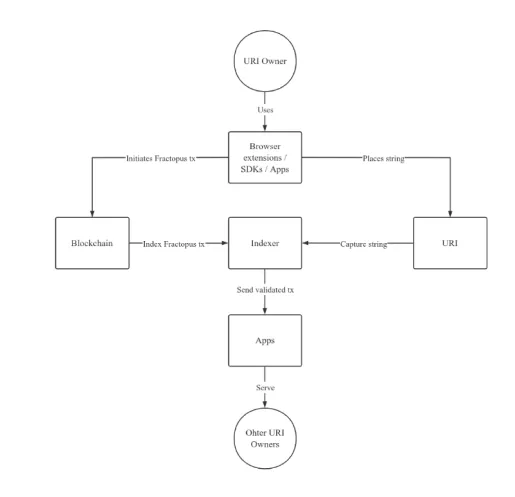 URI Owner
Uses
Browser
extensions /
SDKs / Apps
Initiates Fractopus tx
Places string
Blockchain
Index Fractopus tx
Indexer
Capture string
URI
Send validated tx
Apps
Serve
Ohter URI
Owners